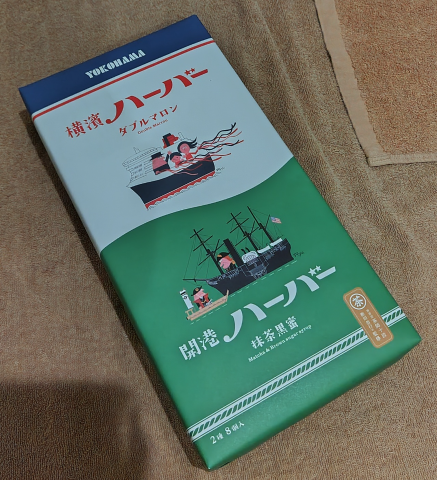 YOKOHAMA
横濱ハーバー
ダブルマロン
Double Marron
開港ハーバー
抹茶黒蜜
Matcha & Brown sugar syrup
茶
2種 8個入